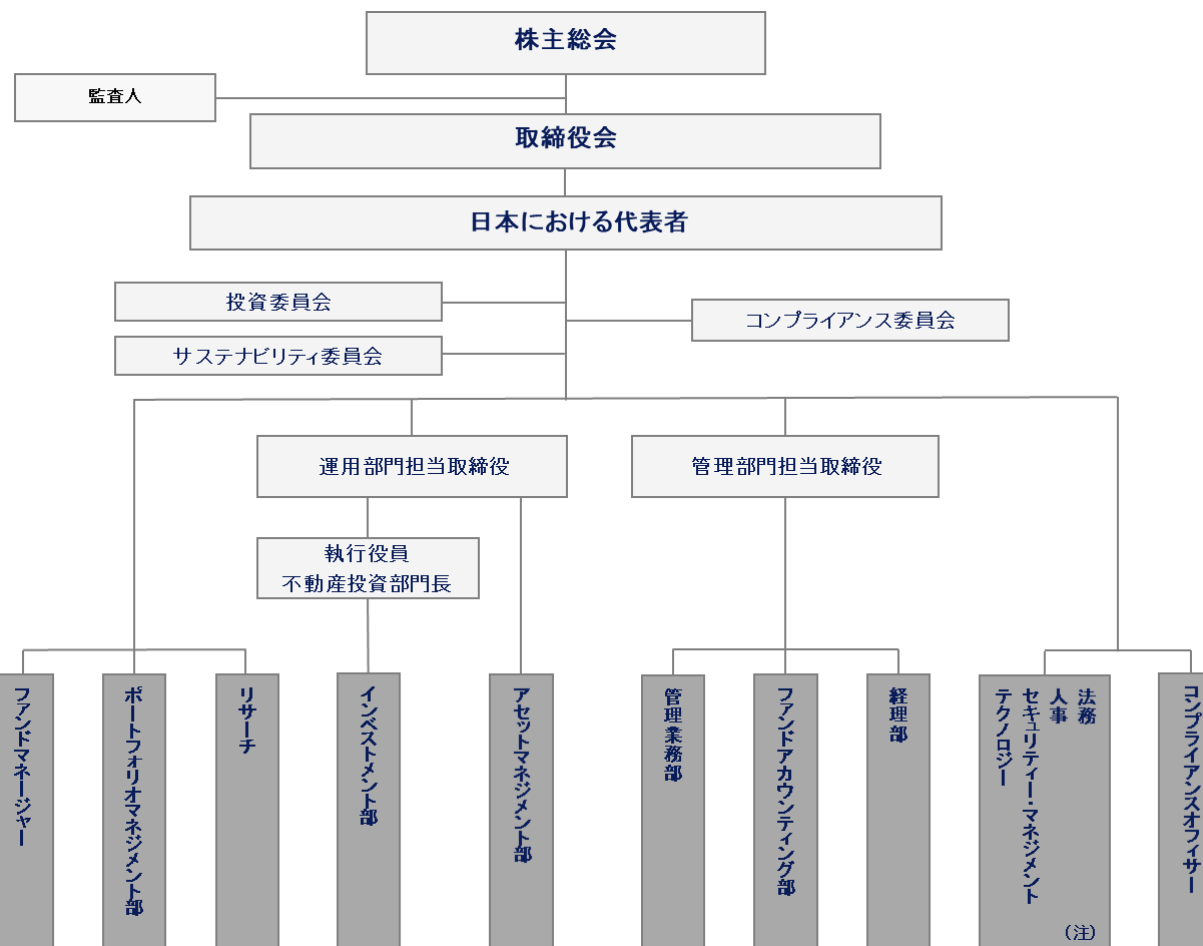 株主総会
監査人
取締役会
日本における代表者
投資委員会
コンプライアンス委員会
サステナビリティ委員会
運用部門担当取締役
管理部門担当取締役
執行役員
不動産投資部門長
ファンドマネージャー
ポートフォリオマネジメント部
リサーチ
インベストメント部
アセットマネジメント部
管理業務部
ファンドアカウンティング部
経理部
法務
人事
セキュリティー・マネジメント
テクノロジー
(注)
コンプライアンスオフィサー